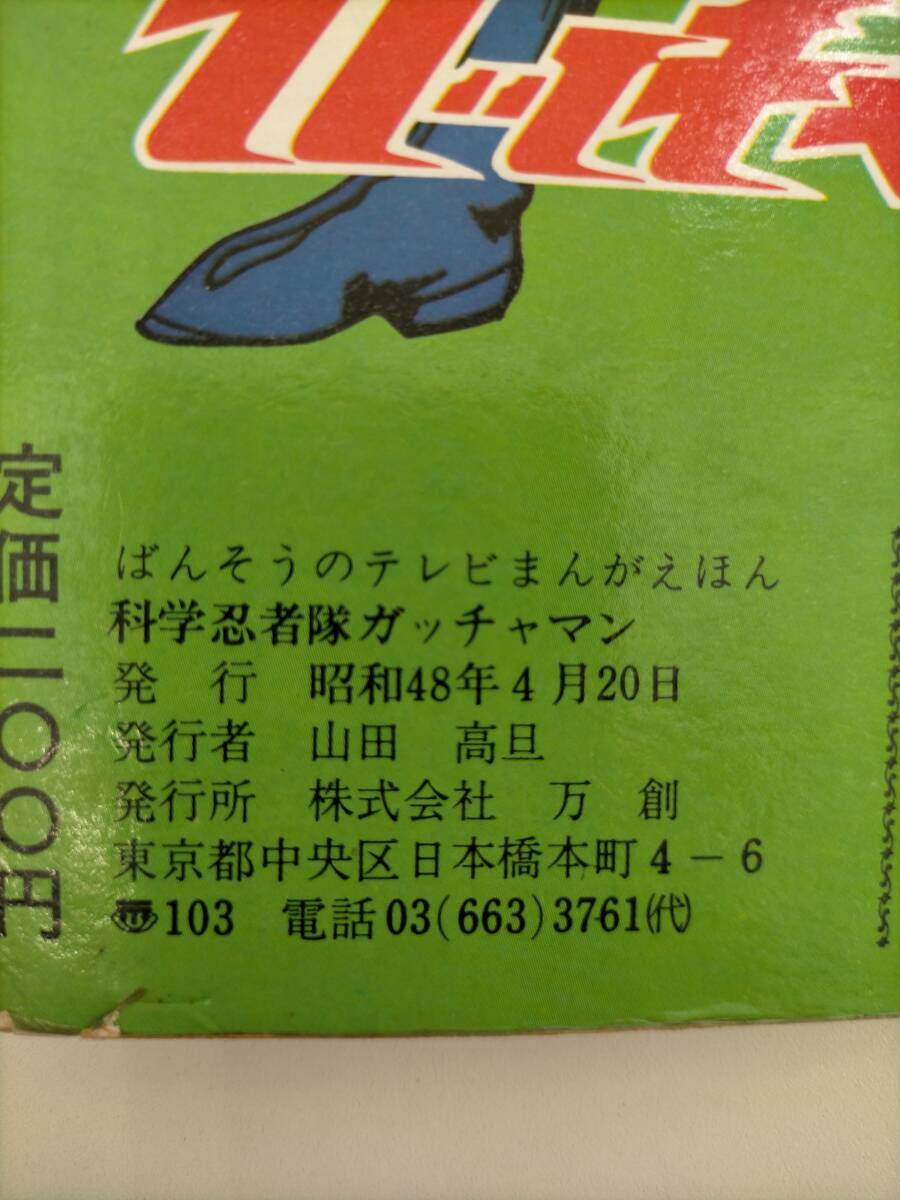 定価二〇〇円
ばんそうのテレビまんがえほん
科学忍者隊ガッチャマン
発 行 昭和48年4月20日
発行者 山田 高旦
発行所 株式会社 万 創
東京都中央区日本橋本町4-6
〠103 電話03(663)3761㈹